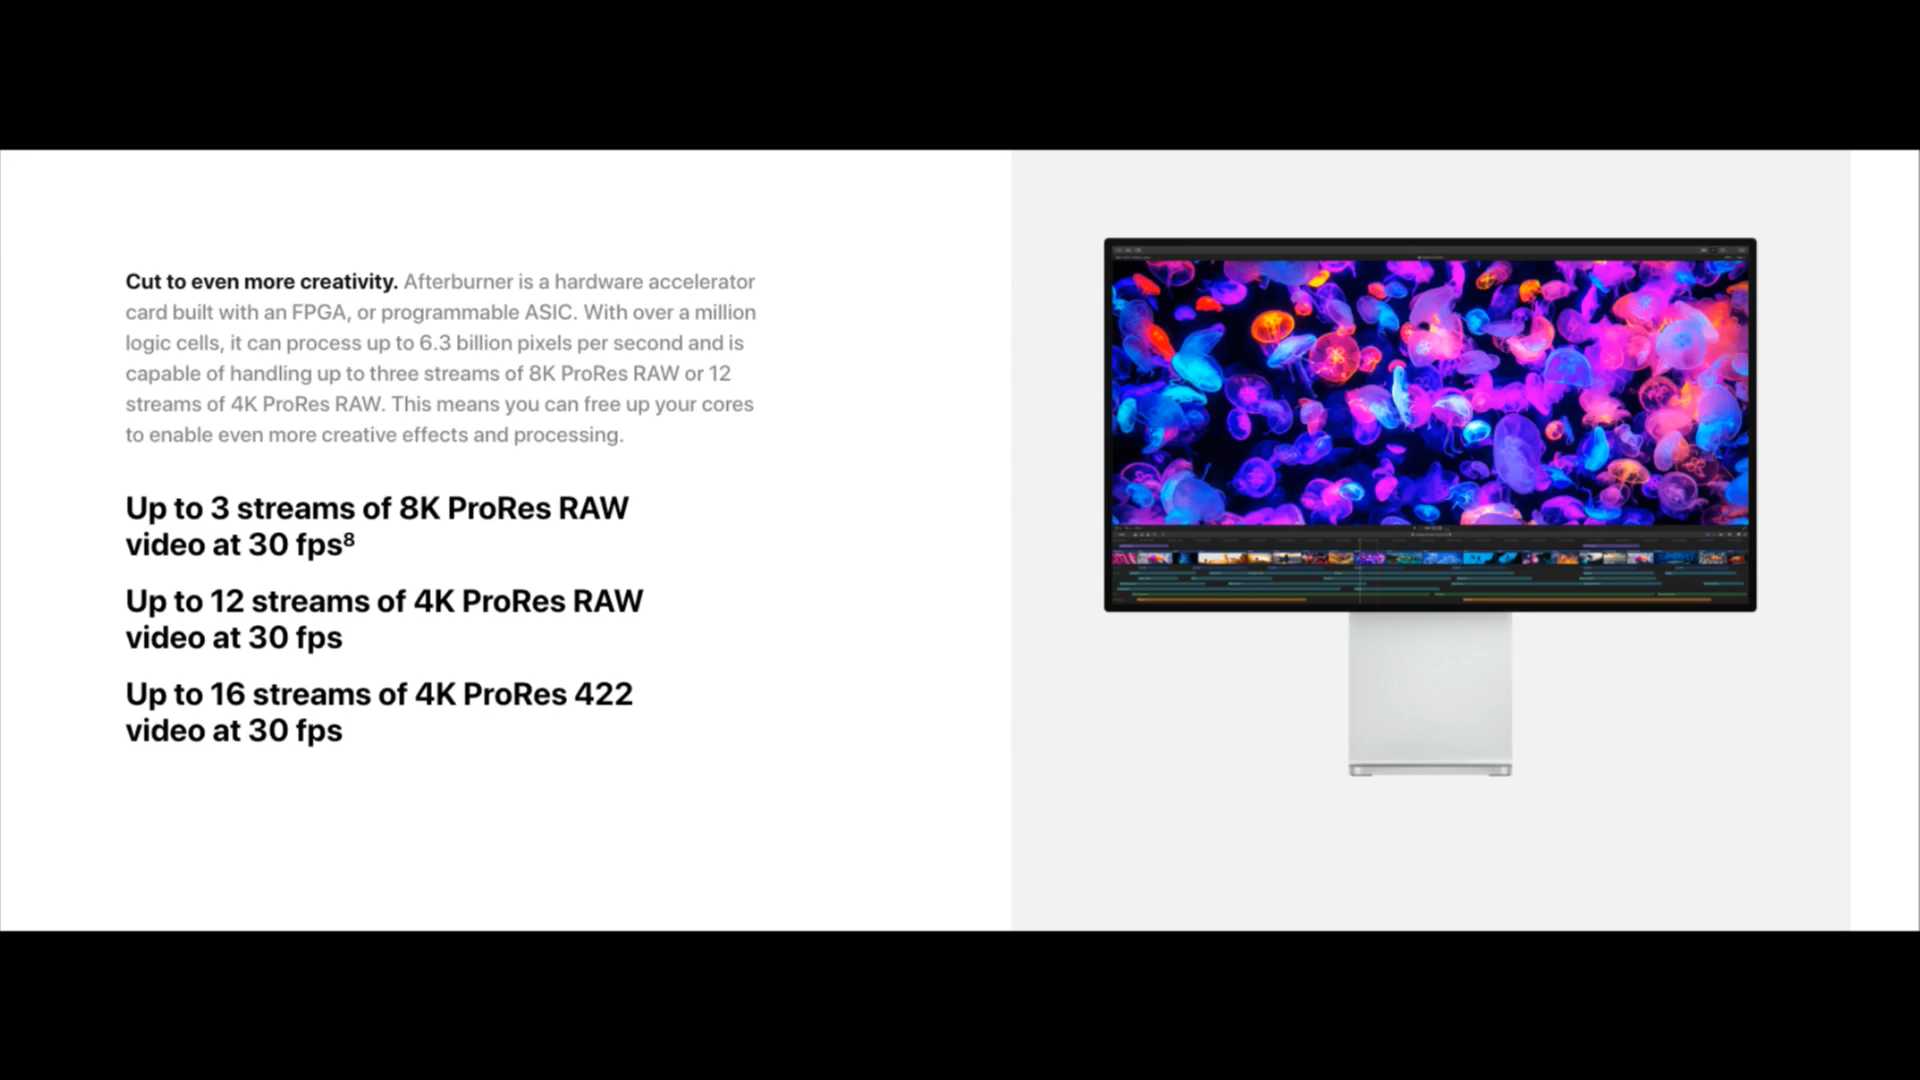 Cut to even more creativity. Afterburner is a hardware accelerator
card built with an FPGA, or programmable ASIC. With over a million
logic cells, it can process up to 6.3 billion pixels per second and is
capable of handling up to three streams of 8K ProRes RAW or 12
streams of 4K ProRes RAW. This means you can free up your cores
to enable even more creative effects and processing.
Up to 3 streams of 8K ProRes RAW
video at 30 fps⁸
Up to 12 streams of 4K ProRes RAW
video at 30 fps
Up to 16 streams of 4K ProRes 422
video at 30 fps